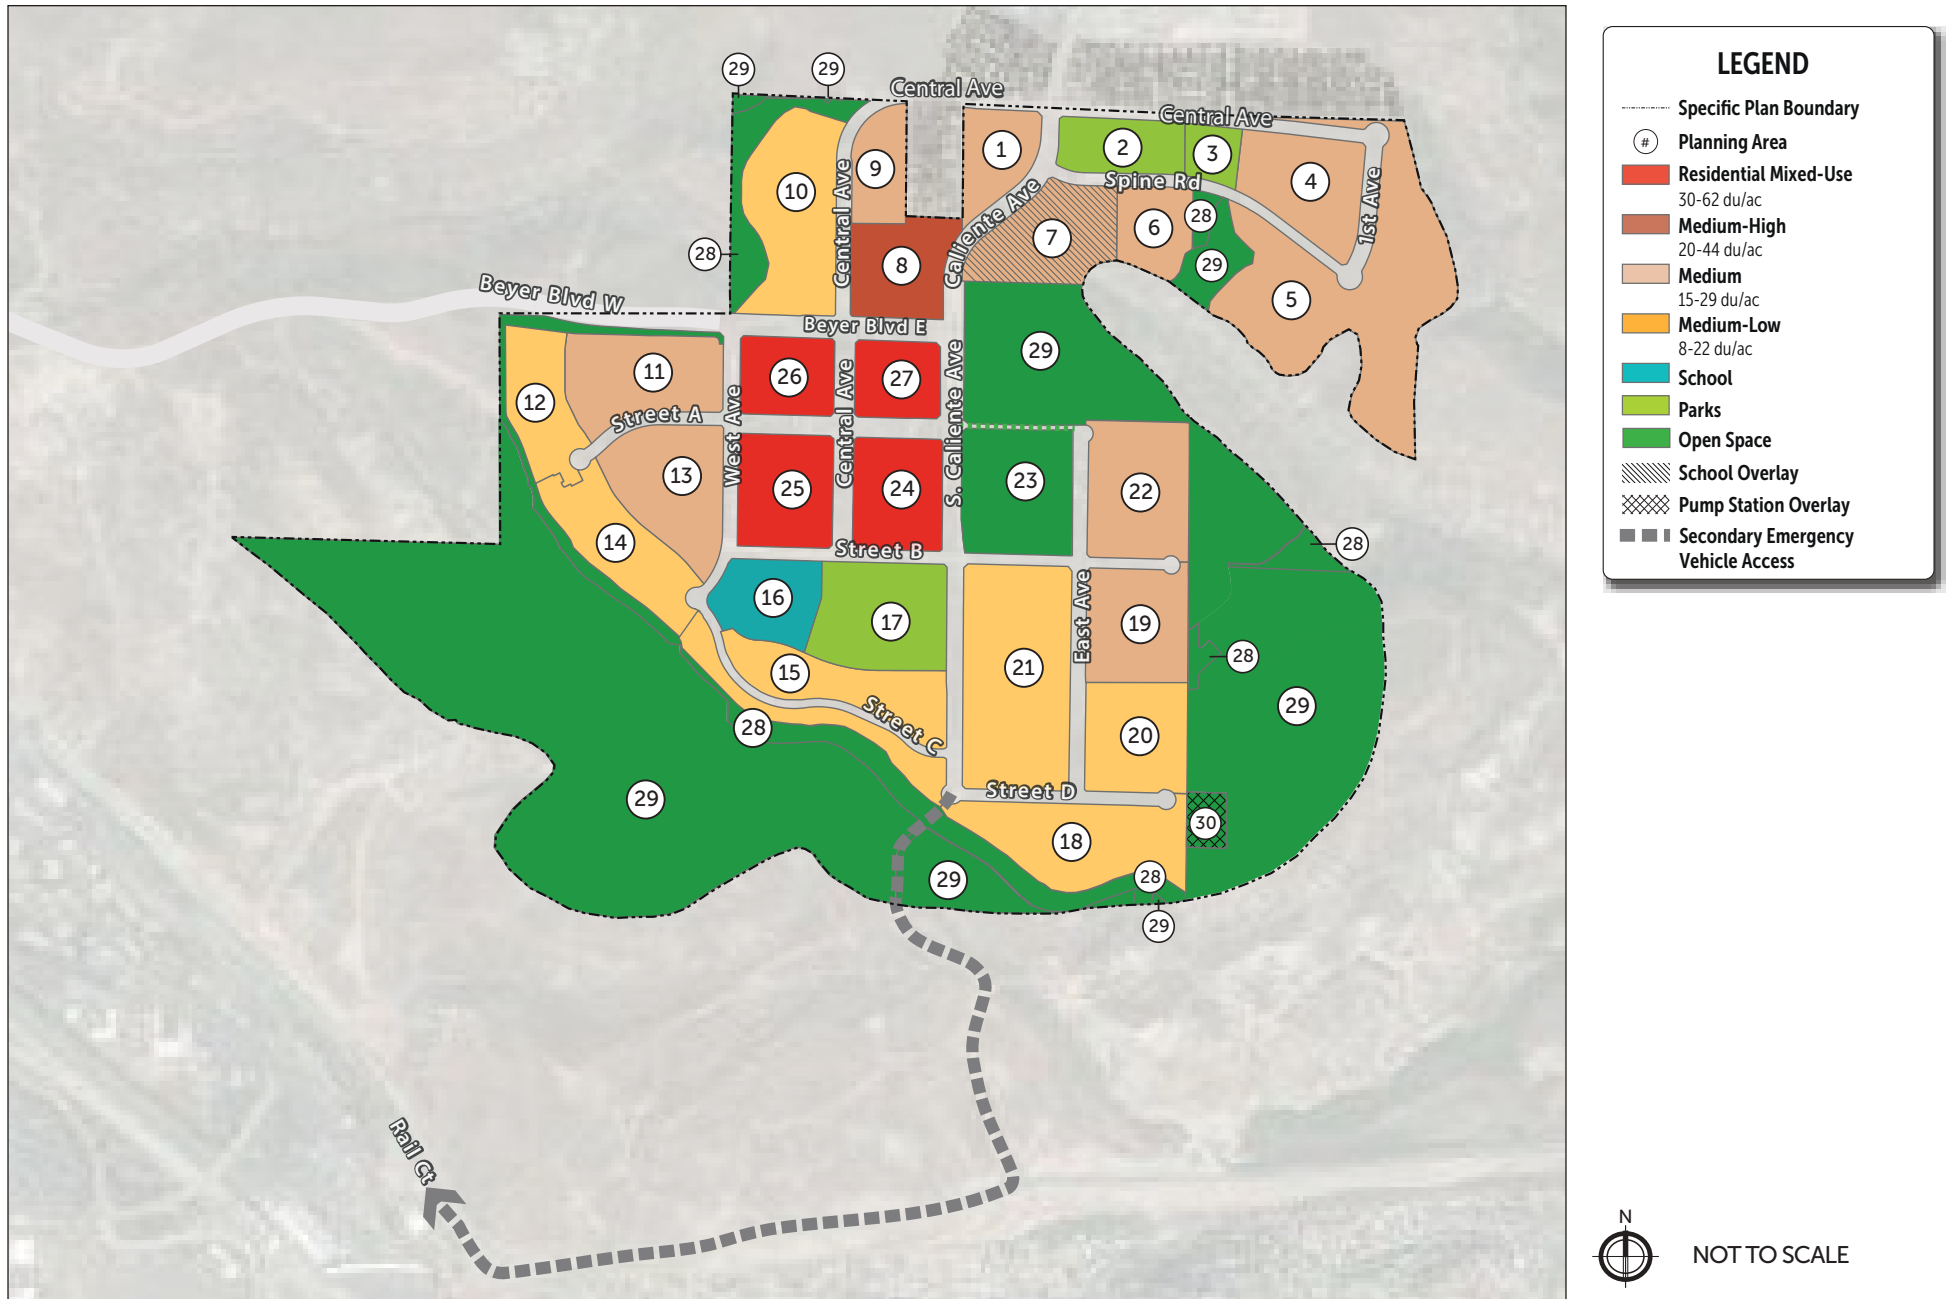 29
29
Central Ave
Central Ave
1
2
3
4
9
10
Central Ave
Spine Rd
1st Ave
Caliente Ave
6
28
7
29
8
28
5
Beyer Blvd W
Beyer Blvd E
29
11
26
27
12
Street A
West Ave
Central Ave
S. Caliente Ave
13
25
24
23
22
14
Street B
28
16
17
East Ave
19
15
21
28
29
Street C
28
20
29
Street D
30
18
29
28
29
Rail Ct
LEGEND
Specific Plan Boundary
# Planning Area
Residential Mixed-Use
30-62 du/ac
Medium-High
20-44 du/ac
Medium
15-29 du/ac
Medium-Low
8-22 du/ac
School
Parks
Open Space
School Overlay
Pump Station Overlay
Secondary Emergency
Vehicle Access
N
NOT TO SCALE